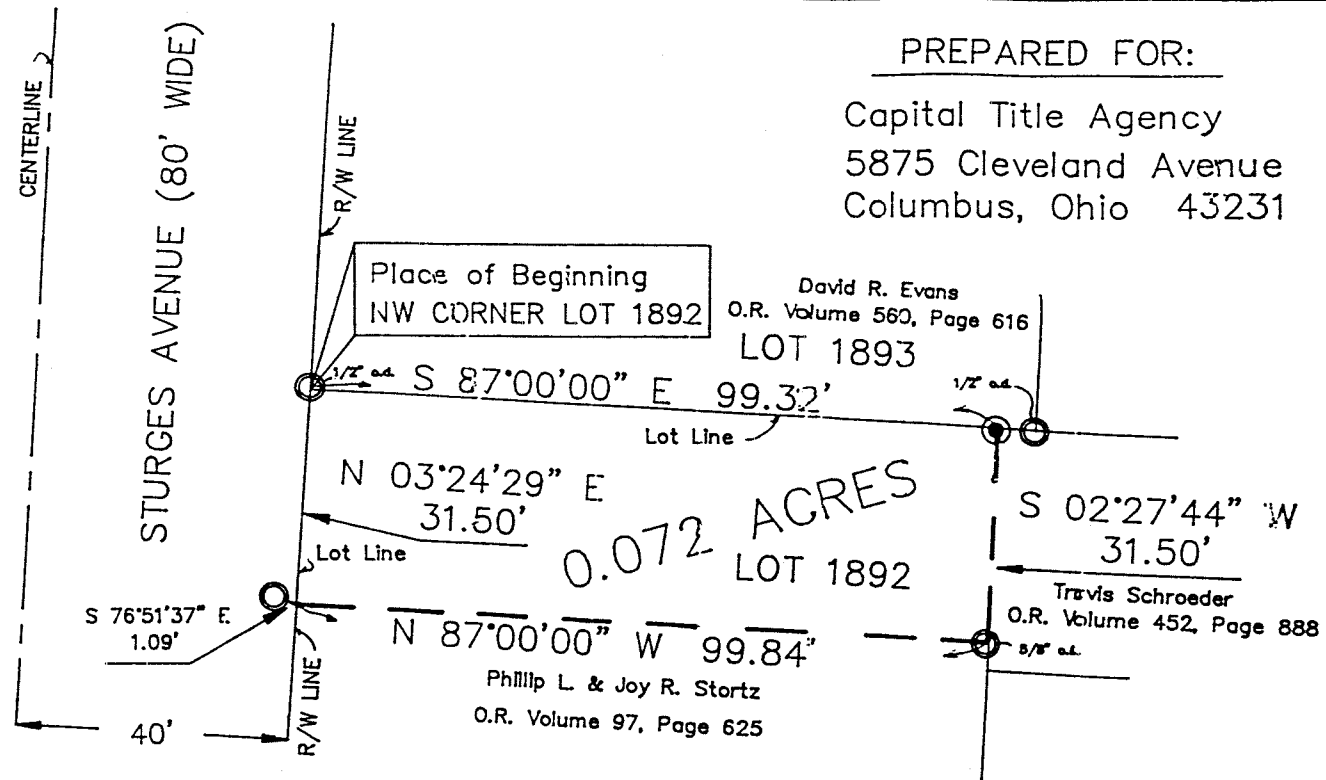 PREPARED FOR:
Capital Title Agency
5875 Cleveland Avenue
Columbus, Ohio 43231
CENTERLINE
STURGES AVENUE (80' WIDE)
R/W LINE
Place of Beginning
NW CORNER LOT 1892
David R. Evans
O.R. Volume 560, Page 616
LOT 1893
1/2" o.d.
S 87°00'00" E 99.32'
1/2" o.d.
Lot Line
N 03°24'29" E
31.50'
0.072 ACRES
LOT 1892
S 02°27'44" W
31.50'
Lot Line
Travis Schroeder
O.R. Volume 452, Page 888
S 76°51'37" E
1.09'
N 87°00'00" W 99.84'
5/8" o.d.
Phillip L. & Joy R. Stortz
O.R. Volume 97, Page 625
R/W LINE
40'